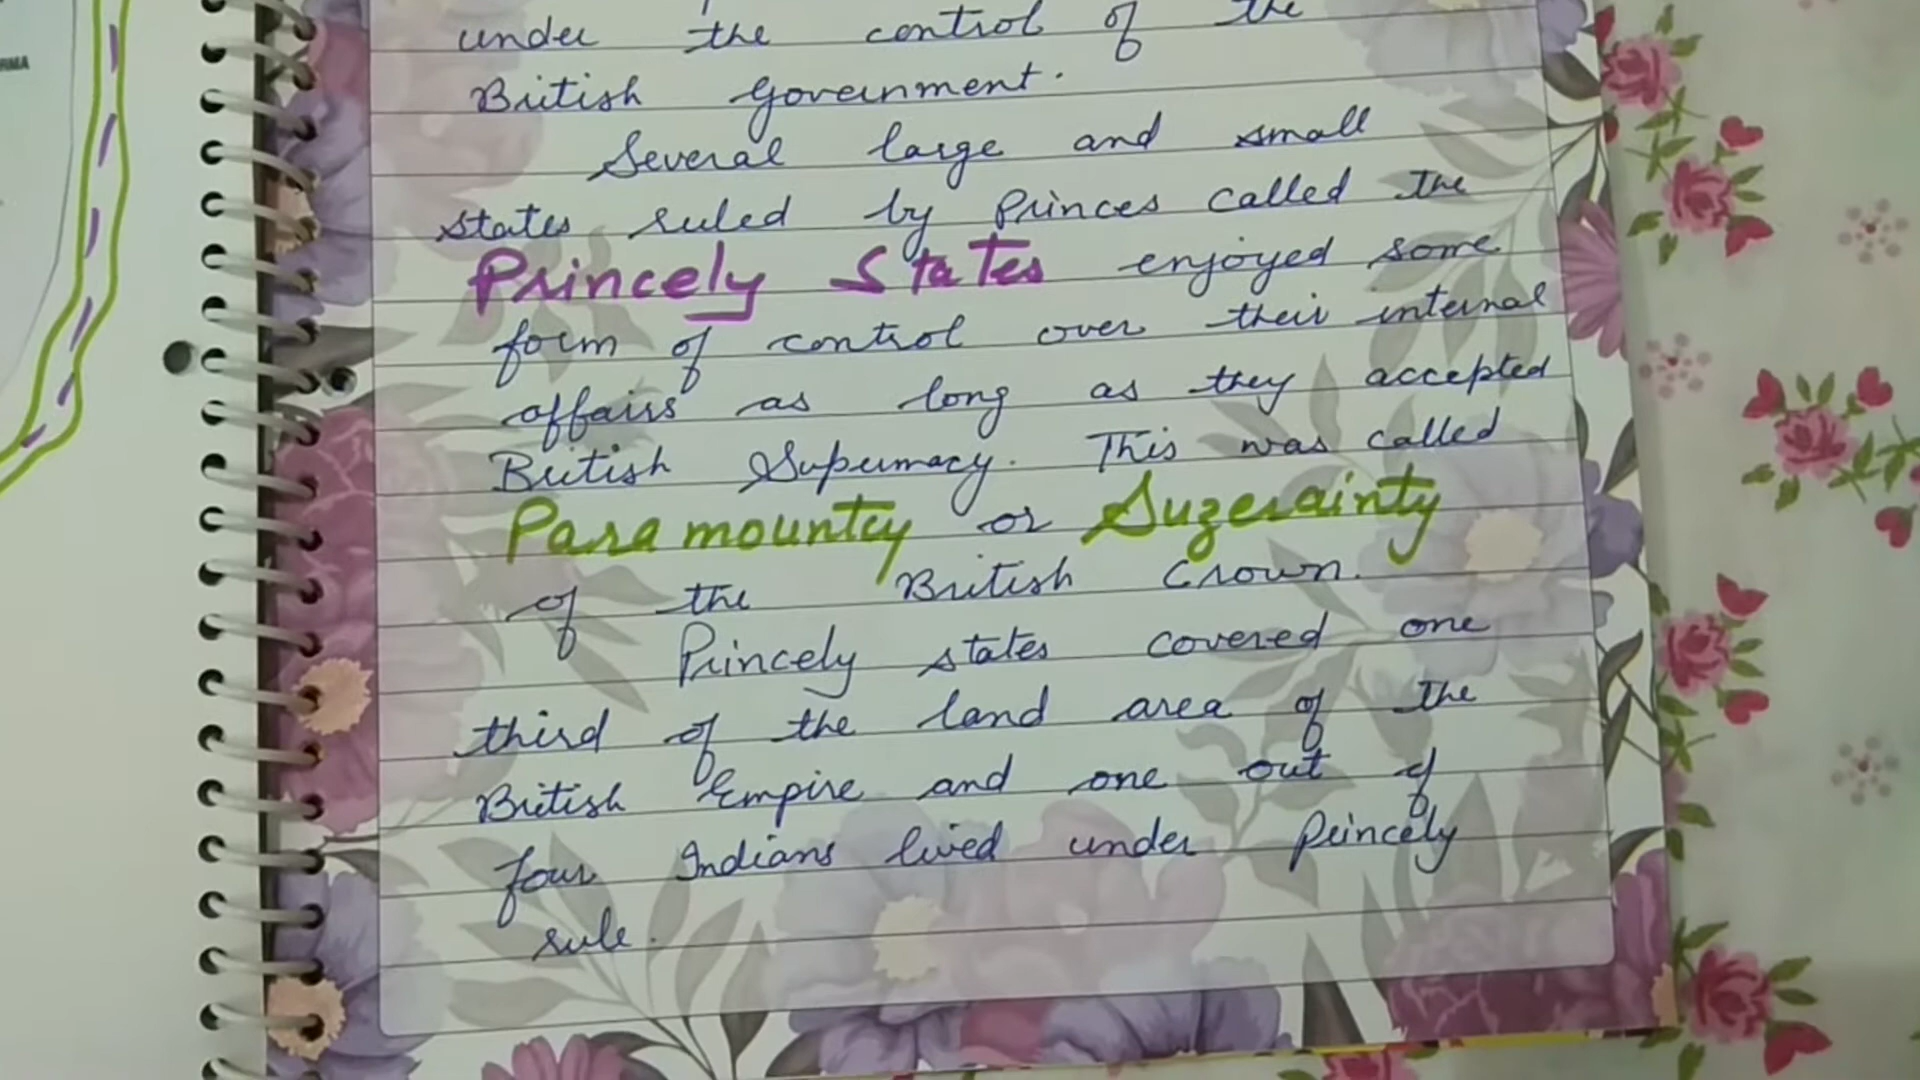 RMA
under the control of the
British Government.
Several large and small
states ruled by Princes called the
Princely States enjoyed some
form of control over their internal
affairs as long as they accepted
British Supremacy. This was called
Paramountcy or Suzerainty
of the British Crown.
Princely states covered one
third of the land area of the
British Empire and one out of
four Indians lived under Princely
rule.